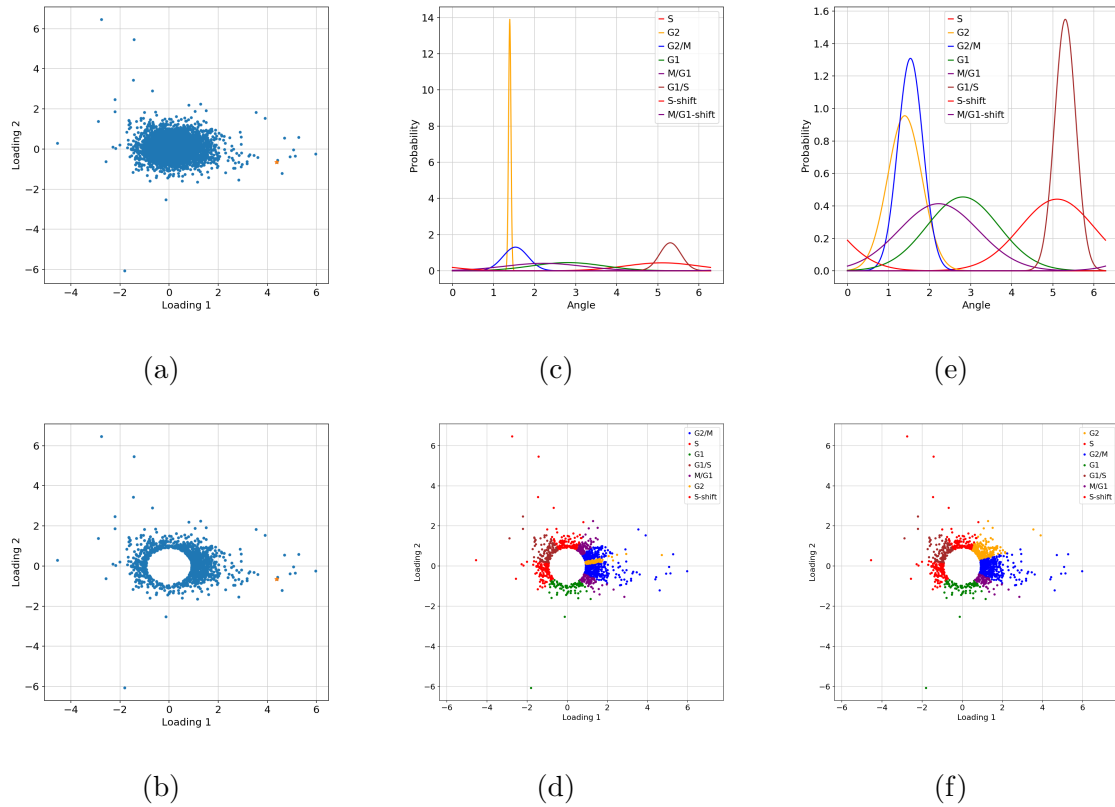 6
4
2
0
−2
−4
−6
−4
−2
0
2
4
6
Loading 1
Loading 2
(a)
14
12
10
8
6
4
2
0
0
1
2
3
4
5
6
Angle
Probability
S
G2
G2/M
G1
M/G1
G1/S
S-shift
M/G1-shift
(c)
1.6
1.4
1.2
1.0
0.8
0.6
0.4
0.2
0.0
0
1
2
3
4
5
6
Angle
Probability
S
G2
G2/M
G1
M/G1
G1/S
S-shift
M/G1-shift
(e)
6
4
2
0
−2
−4
−6
−4
−2
0
2
4
6
Loading 1
Loading 2
(b)
6
4
2
0
−2
−4
−6
−6
−4
−2
0
2
4
6
Loading 1
Loading 2
G2/M
S
G1
G1/S
M/G1
G2
S-shift
(d)
6
4
2
0
−2
−4
−6
−6
−4
−2
0
2
4
6
Loading 1
Loading 2
G2
S
G2/M
G1
G1/S
M/G1
S-shift
(f)